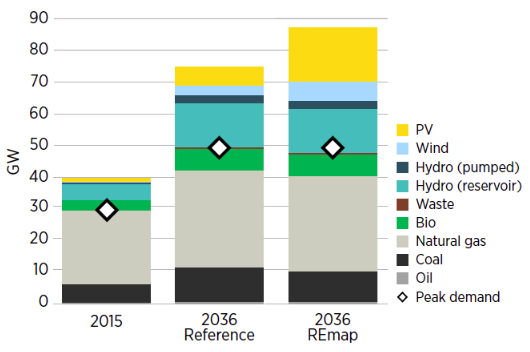 90
80
70
60
50
40
30
20
10
0
GW
2015
2036
Reference
2036
REmap
PV
Wind
Hydro (pumped)
Hydro (reservoir)
Waste
Bio
Natural gas
Coal
Oil
Peak demand